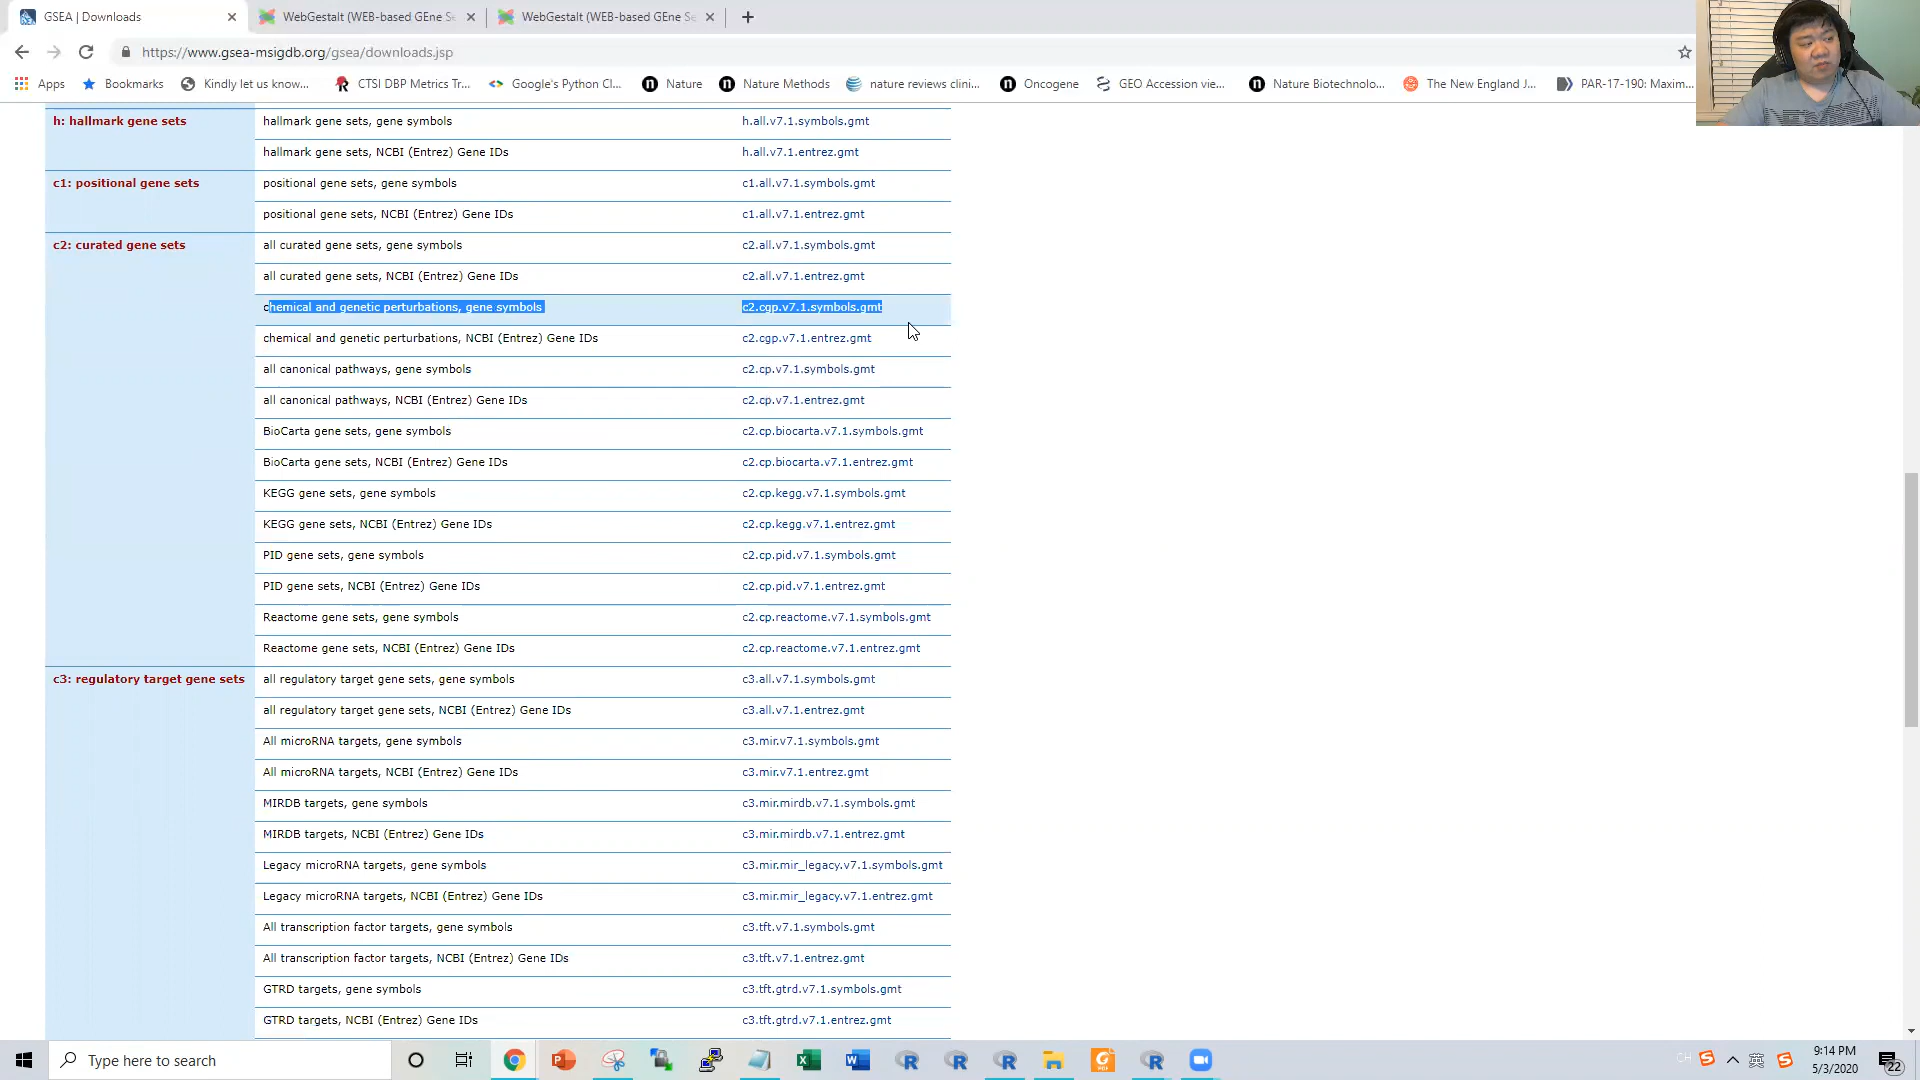 GSEA | Downloads
WebGestalt (WEB-based GEne Se
WebGestalt (WEB-based GEne Se
https://www.gsea-msigdb.org/gsea/downloads.jsp
Apps
Bookmarks
Kindly let us know...
CTSI DBP Metrics Tr...
Google's Python Cl...
Nature
Nature Methods
nature reviews clini...
Oncogene
GEO Accession vie...
Nature Biotechnolo...
The New England J...
PAR-17-190: Maxim...
h: hallmark gene sets
hallmark gene sets, gene symbols h.all.v7.1.symbols.gmt
hallmark gene sets, NCBI (Entrez) Gene IDs h.all.v7.1.entrez.gmt
c1: positional gene sets
positional gene sets, gene symbols c1.all.v7.1.symbols.gmt
positional gene sets, NCBI (Entrez) Gene IDs c1.all.v7.1.entrez.gmt
c2: curated gene sets
all curated gene sets, gene symbols c2.all.v7.1.symbols.gmt
all curated gene sets, NCBI (Entrez) Gene IDs c2.all.v7.1.entrez.gmt
chemical and genetic perturbations, gene symbols c2.cgp.v7.1.symbols.gmt
chemical and genetic perturbations, NCBI (Entrez) Gene IDs c2.cgp.v7.1.entrez.gmt
all canonical pathways, gene symbols c2.cp.v7.1.symbols.gmt
all canonical pathways, NCBI (Entrez) Gene IDs c2.cp.v7.1.entrez.gmt
BioCarta gene sets, gene symbols c2.cp.biocarta.v7.1.symbols.gmt
BioCarta gene sets, NCBI (Entrez) Gene IDs c2.cp.biocarta.v7.1.entrez.gmt
KEGG gene sets, gene symbols c2.cp.kegg.v7.1.symbols.gmt
KEGG gene sets, NCBI (Entrez) Gene IDs c2.cp.kegg.v7.1.entrez.gmt
PID gene sets, gene symbols c2.cp.pid.v7.1.symbols.gmt
PID gene sets, NCBI (Entrez) Gene IDs c2.cp.pid.v7.1.entrez.gmt
Reactome gene sets, gene symbols c2.cp.reactome.v7.1.symbols.gmt
Reactome gene sets, NCBI (Entrez) Gene IDs c2.cp.reactome.v7.1.entrez.gmt
c3: regulatory target gene sets
all regulatory target gene sets, gene symbols c3.all.v7.1.symbols.gmt
all regulatory target gene sets, NCBI (Entrez) Gene IDs c3.all.v7.1.entrez.gmt
All microRNA targets, gene symbols c3.mir.v7.1.symbols.gmt
All microRNA targets, NCBI (Entrez) Gene IDs c3.mir.v7.1.entrez.gmt
MIRDB targets, gene symbols c3.mir.mirdb.v7.1.symbols.gmt
MIRDB targets, NCBI (Entrez) Gene IDs c3.mir.mirdb.v7.1.entrez.gmt
Legacy microRNA targets, gene symbols c3.mir.mir_legacy.v7.1.symbols.gmt
Legacy microRNA targets, NCBI (Entrez) Gene IDs c3.mir.mir_legacy.v7.1.entrez.gmt
All transcription factor targets, gene symbols c3.tft.v7.1.symbols.gmt
All transcription factor targets, NCBI (Entrez) Gene IDs c3.tft.v7.1.entrez.gmt
GTRD targets, gene symbols c3.tft.gtrd.v7.1.symbols.gmt
GTRD targets, NCBI (Entrez) Gene IDs c3.tft.gtrd.v7.1.entrez.gmt
Type here to search
CH
英
9:14 PM
5/3/2020
22